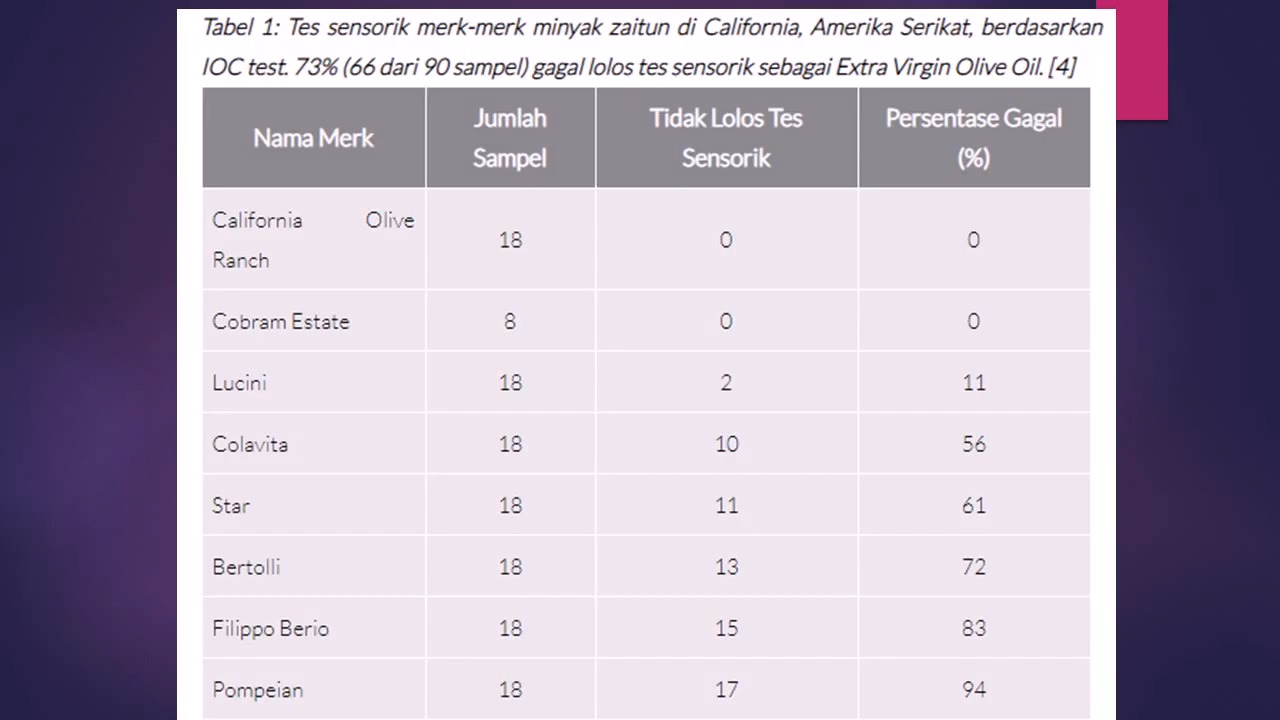 Tabel 1: Tes sensorik merk-merk minyak zaitun di California, Amerika Serikat, berdasarkan
IOC test. 73% (66 dari 90 sampel) gagal lolos tes sensorik sebagai Extra Virgin Olive Oil. [4]
Nama Merk Jumlah Sampel Tidak Lolos Tes Sensorik Persentase Gagal (%)
California Olive Ranch 18 0 0
Cobram Estate 8 0 0
Lucini 18 2 11
Colavita 18 10 56
Star 18 11 61
Bertolli 18 13 72
Filippo Berio 18 15 83
Pompeian 18 17 94